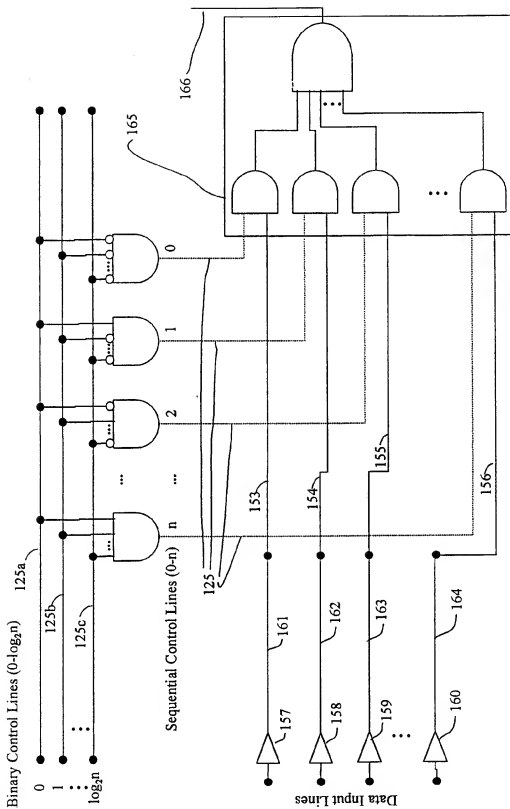 Binary Control Lines (0-log₂n)
0
1
log₂n
125a
125b
125c
n
2
1
0
Sequential Control Lines (0-n)
125
165
166
153
154
155
156
161
162
163
164
157
158
159
160
Data Input Lines